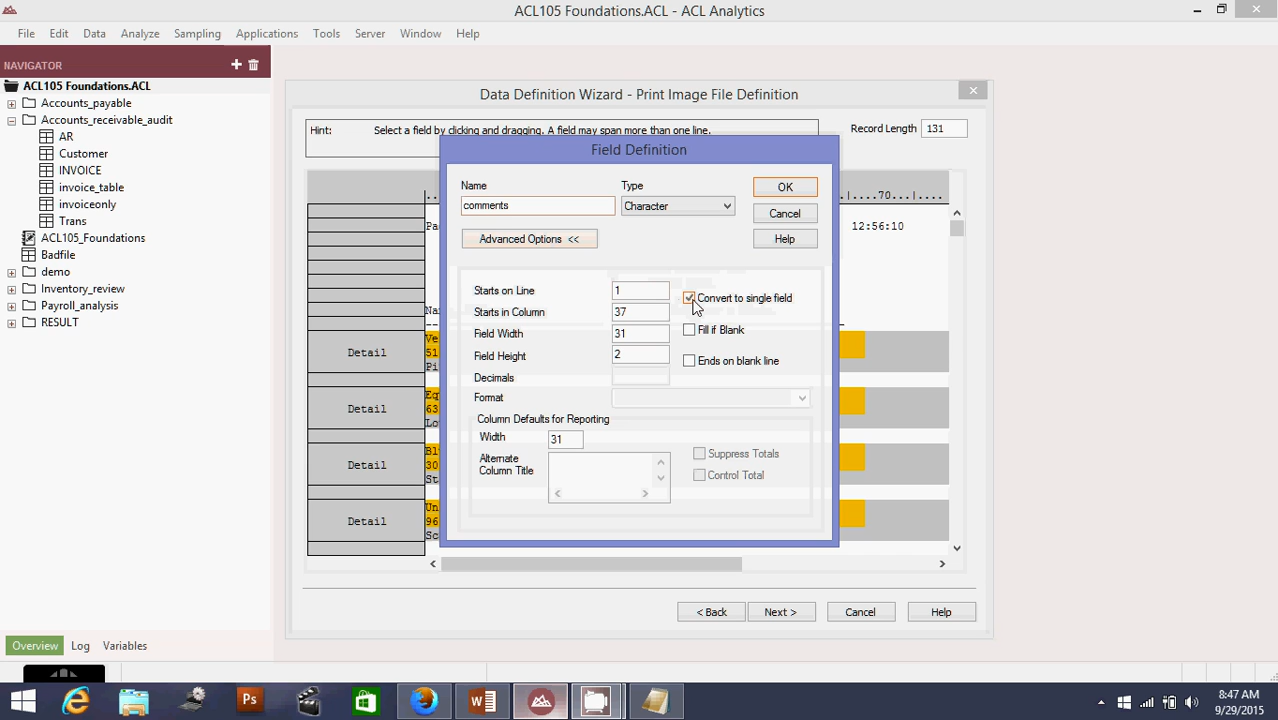 ACL105 Foundations.ACL - ACL Analytics
File Edit Data Analyze Sampling Applications Tools Server Window Help
NAVIGATOR
ACL105 Foundations.ACL
Accounts_payable
Accounts_receivable_audit
AR
Customer
INVOICE
invoice_table
invoiceonly
Trans
ACL105_Foundations
Badfile
demo
Inventory_review
Payroll_analysis
RESULT
Overview Log Variables
Data Definition Wizard - Print Image File Definition
Hint: Select a field by clicking and dragging. A field may span more than one line.
Record Length 131
...|....70...|....
12:56:10
Detail
Detail
Detail
Detail
Field Definition
Name Type
comments Character
OK
Cancel
Help
Advanced Options <<
Starts on Line 1
Convert to single field
Starts in Column 37
Field Width 31
Fill if Blank
Field Height 2
Ends on blank line
Decimals
Format
Column Defaults for Reporting
Width 31
Alternate Column Title
Suppress Totals
Control Total
< Back Next > Cancel Help
Ps
8:47 AM
9/29/2015